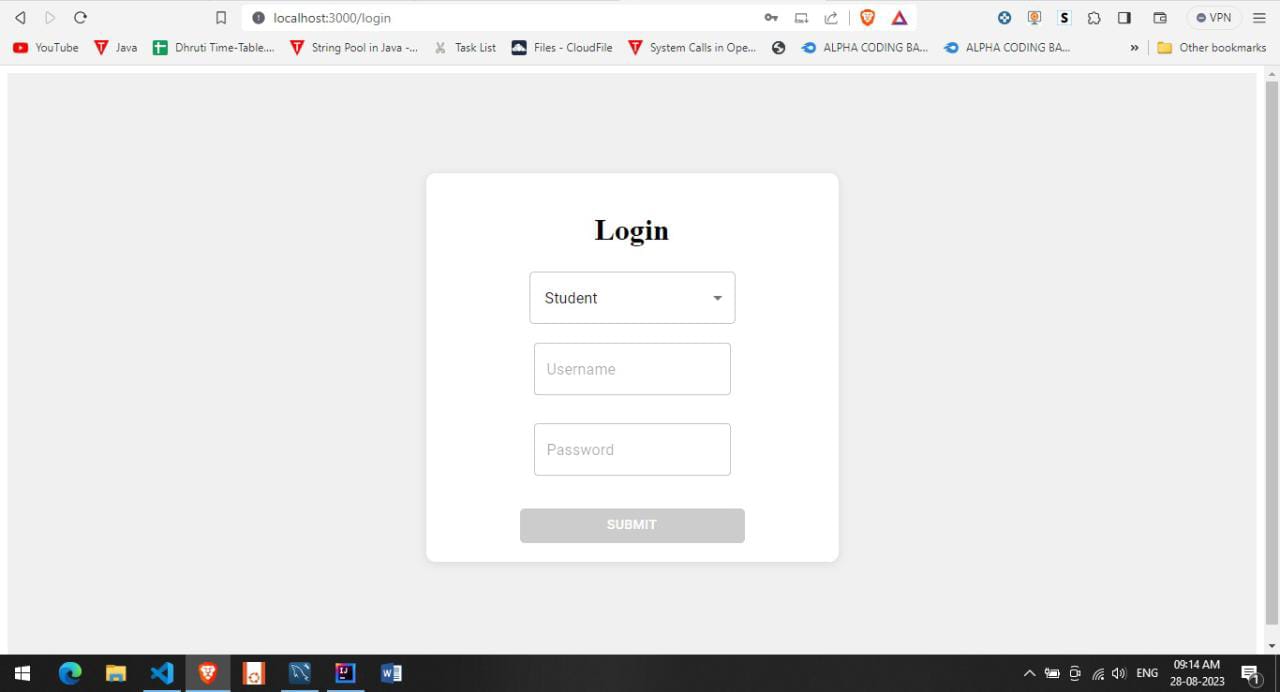 localhost:3000/login
VPN
YouTube
Java
Dhruti Time-Table....
String Pool in Java -...
Task List
Files - CloudFile
System Calls in Ope...
ALPHA CODING BA...
ALPHA CODING BA...
»
Other bookmarks
Login
Student
Username
Password
SUBMIT
ENG
09:14 AM
28-08-2023
1